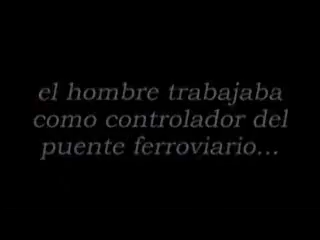 el hombre trabajaba
como controlador del
puente ferroviario...